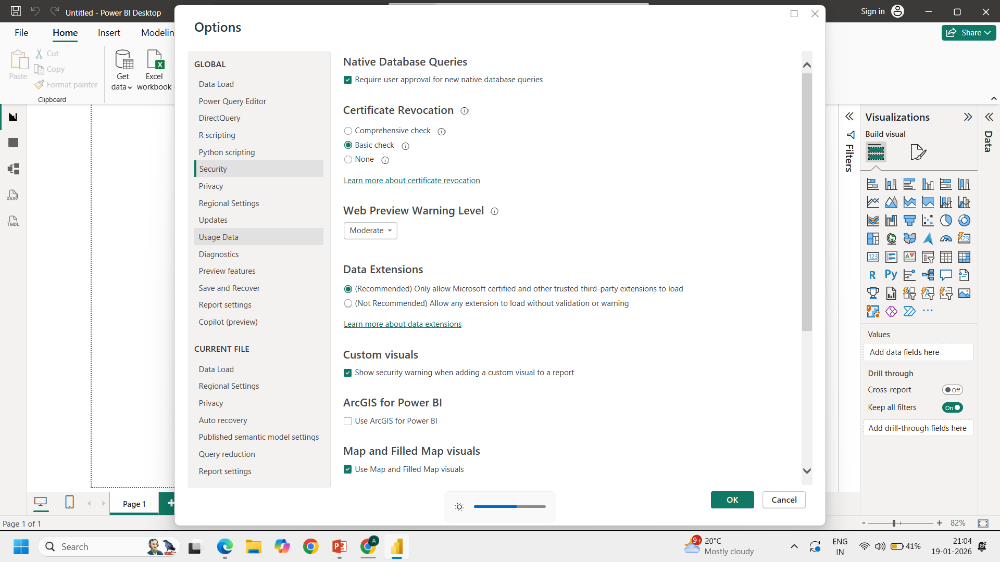 Untitled - Power BI Desktop
Sign in
File
Home
Insert
Modelin
Share
Paste
Cut
Copy
Format painter
Clipboard
Get
data
Excel
workbook
Options
GLOBAL
Data Load
Power Query Editor
DirectQuery
R scripting
Python scripting
Security
Privacy
Regional Settings
Updates
Usage Data
Diagnostics
Preview features
Save and Recover
Report settings
Copilot (preview)
CURRENT FILE
Data Load
Regional Settings
Privacy
Auto recovery
Published semantic model settings
Query reduction
Report settings
Native Database Queries
Require user approval for new native database queries
Certificate Revocation
Comprehensive check
Basic check
None
Learn more about certificate revocation
Web Preview Warning Level
Moderate
Data Extensions
(Recommended) Only allow Microsoft certified and other trusted third-party extensions to load
(Not Recommended) Allow any extension to load without validation or warning
Learn more about data extensions
Custom visuals
Show security warning when adding a custom visual to a report
ArcGIS for Power BI
Use ArcGIS for Power BI
Map and Filled Map visuals
Use Map and Filled Map visuals
OK
Cancel
DAX
TMDL
Filters
Visualizations
Build visual
123
123
R
Py
Values
Add data fields here
Drill through
Cross-report
Off
Keep all filters
On
Add drill-through fields here
Data
Page 1
Page 1 of 1
- + 82%
Search
A
9+
20°C
Mostly cloudy
ENG
IN
41%
21:04
19-01-2026